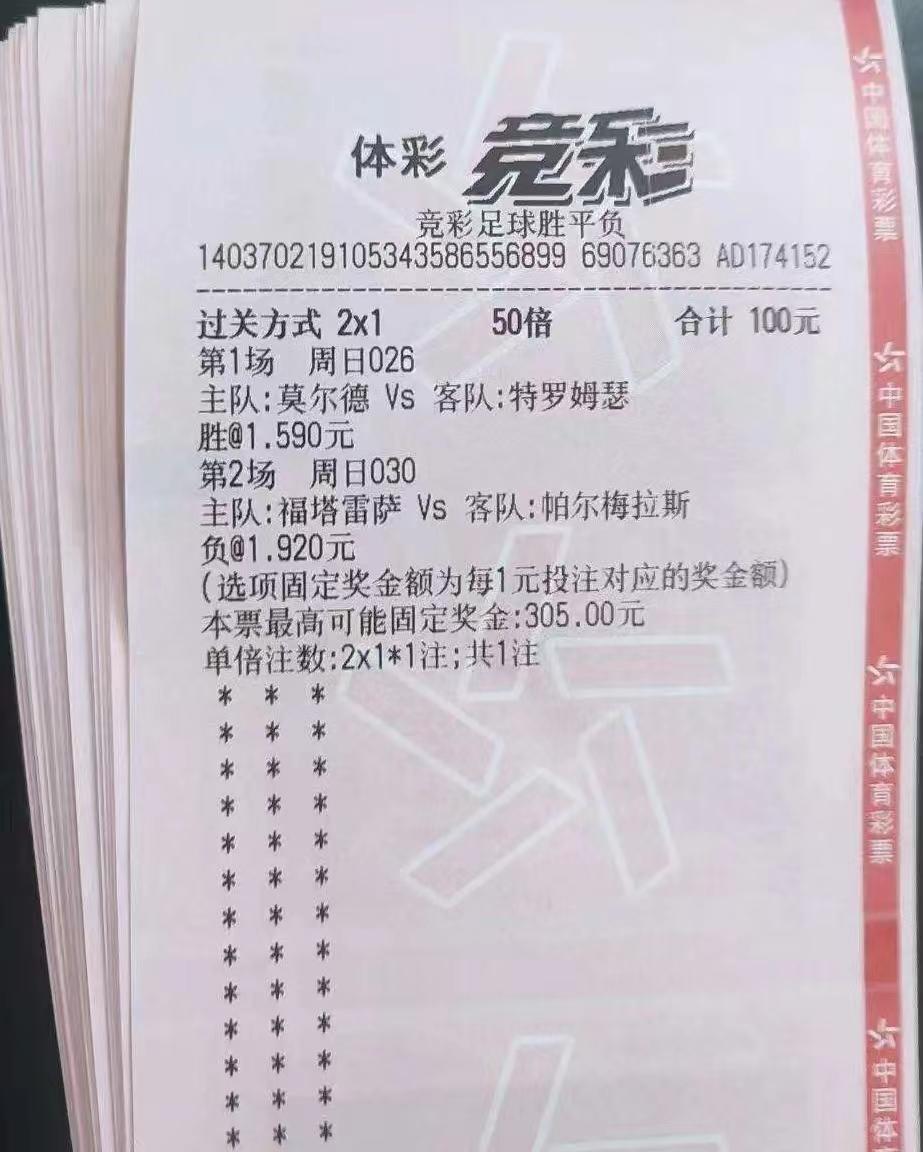 体彩 竞彩
竞彩足球胜平负
140370219105343586556899 69076363 AD174152
过关方式 2x1 50倍 合计 100元
第1场 周日026
主队:莫尔德 Vs 客队:特罗姆瑟
胜@1.590元
第2场 周日030
主队:福塔雷萨 Vs 客队:帕尔梅拉斯
负@1.920元
(选项固定奖金额为每1元投注对应的奖金额)
本票最高可能固定奖金:305.00元
单倍注数:2x1*1注;共1注
* * *
* * *
* * *
* * *
* * *
* * *
* * *
* * *
* * *
* * *
* * *
* * *
* * *
中国体育彩票
中国体育彩票
中国体育彩票
中国体